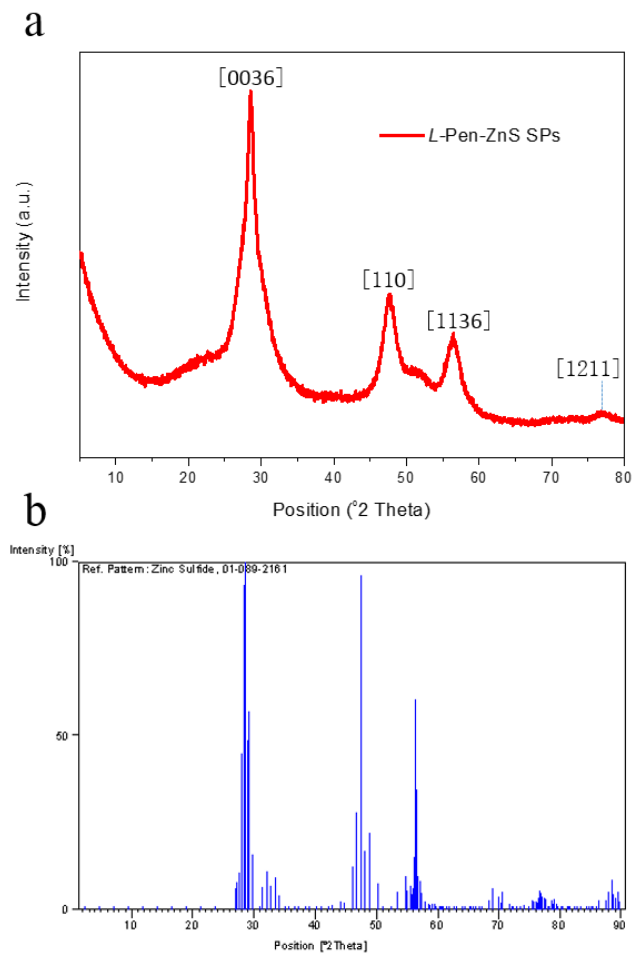 a
[0036]
L-Pen-ZnS SPs
[110]
[1136]
[1211]
Intensity (a.u.)
10 20 30 40 50 60 70 80
Position (°2 Theta)
b
Intensity [%]
100
Ref. Pattern: Zinc Sulfide, 01-089-2161
50
0
10 20 30 40 50 60 70 80 90
Position [°2Theta]